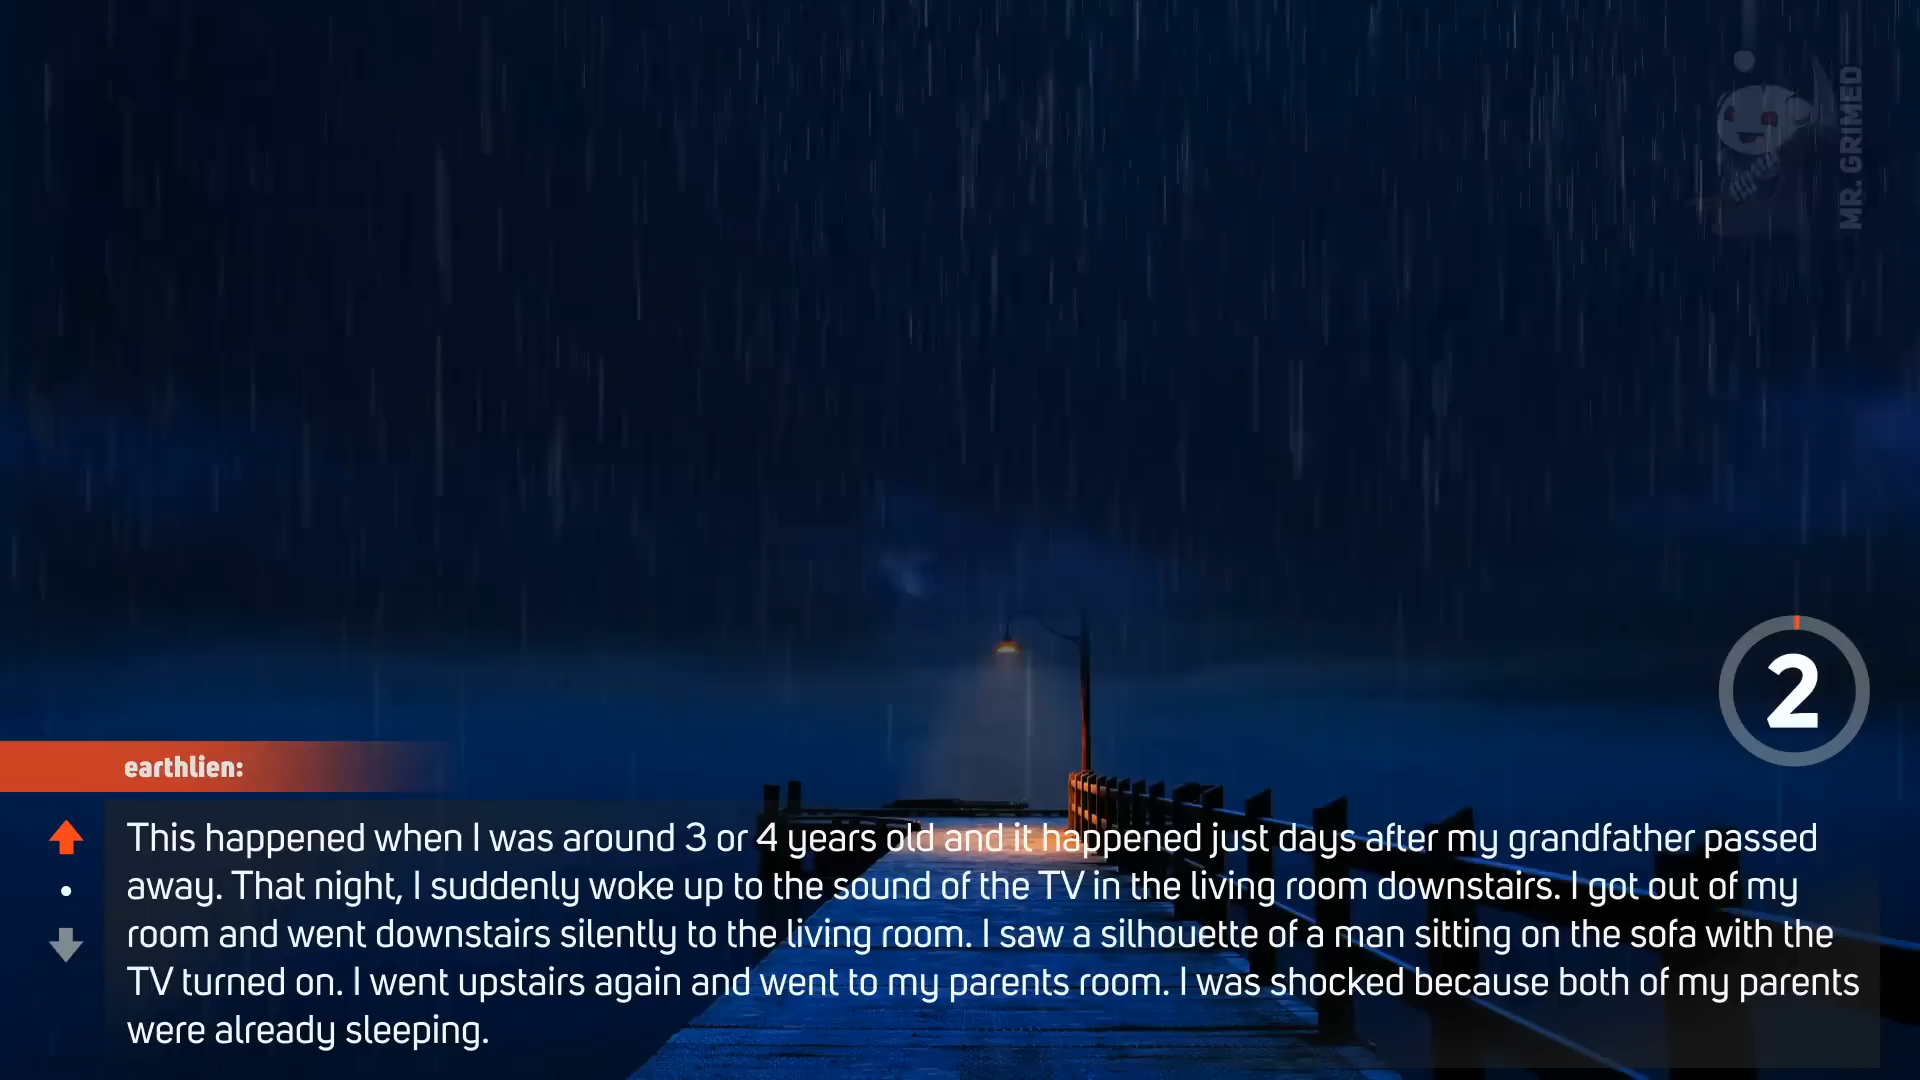 MR. GRIMED
2
earthlien:
This happened when I was around 3 or 4 years old and it happened just days after my grandfather passed
away. That night, I suddenly woke up to the sound of the TV in the living room downstairs. I got out of my
room and went downstairs silently to the living room. I saw a silhouette of a man sitting on the sofa with the
TV turned on. I went upstairs again and went to my parents room. I was shocked because both of my parents
were already sleeping.